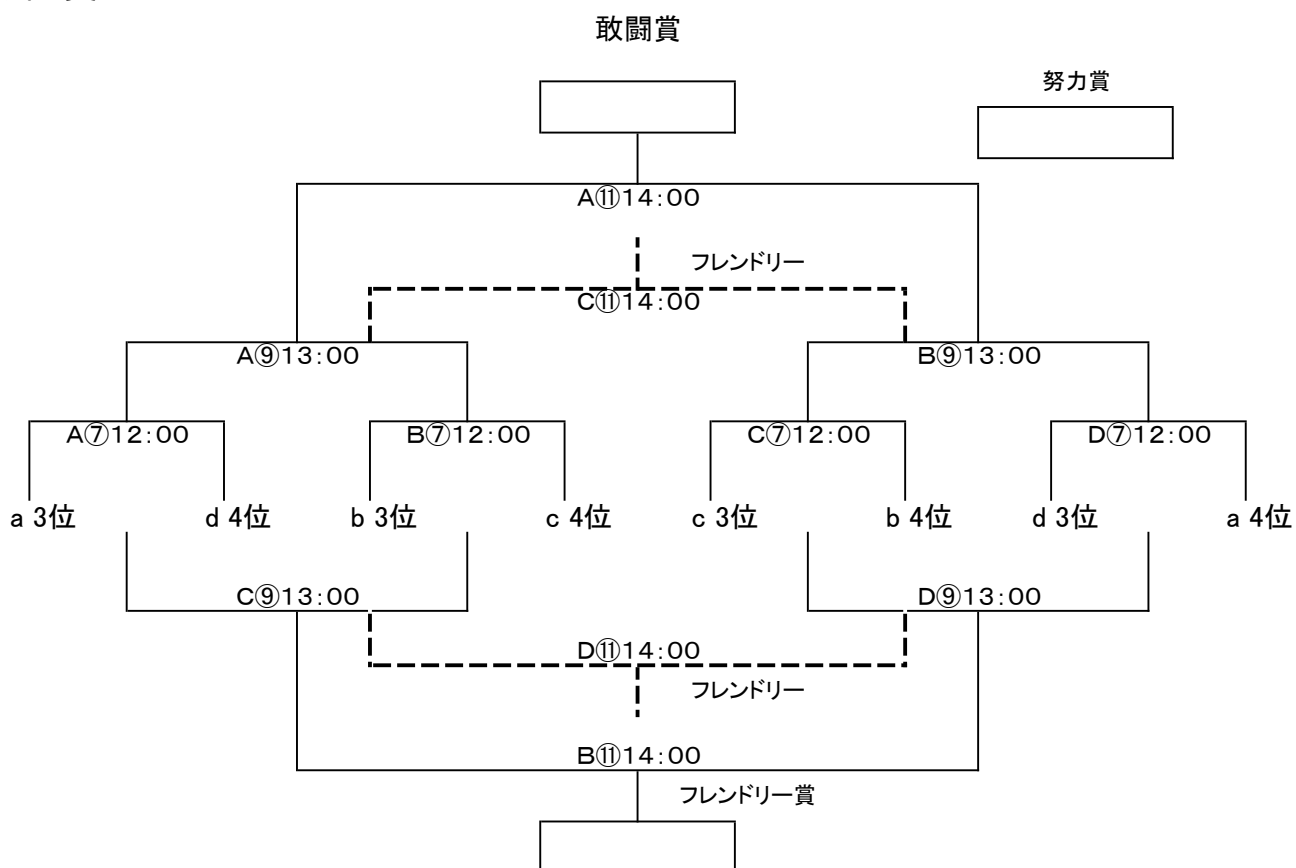 敢闘賞
努力賞
A⑪14:00
フレンドリー
C⑪14:00
A⑨13:00
B⑨13:00
A⑦12:00
B⑦12:00
C⑦12:00
D⑦12:00
a 3位
d 4位
b 3位
c 4位
c 3位
b 4位
d 3位
a 4位
C⑨13:00
D⑨13:00
D⑪14:00
フレンドリー
B⑪14:00
フレンドリー賞